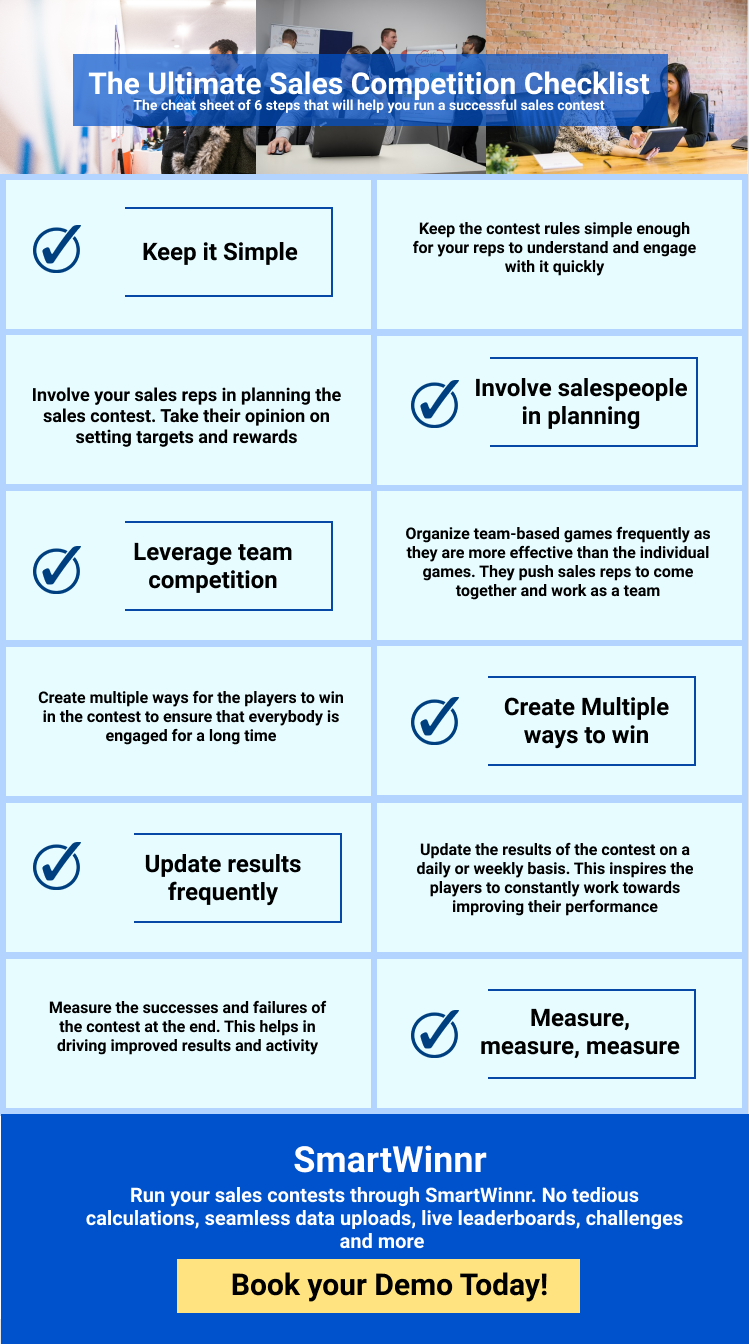 The Ultimate Sales Competition Checklist
The cheat sheet of 6 steps that will help you run a successful sales contest
Keep it Simple
Keep the contest rules simple enough
for your reps to understand and engage
with it quickly
Involve your sales reps in planning the
sales contest. Take their opinion on
setting targets and rewards
Involve salespeople
in planning
Leverage team
competition
Organize team-based games frequently as
they are more effective than the individual
games. They push sales reps to come
together and work as a team
Create multiple ways for the players to win
in the contest to ensure that everybody is
engaged for a long time
Create Multiple
ways to win
Update results
frequently
Update the results of the contest on a
daily or weekly basis. This inspires the
players to constantly work towards
improving their performance
Measure the successes and failures of
the contest at the end. This helps in
driving improved results and activity
Measure,
measure, measure
SmartWinnr
Run your sales contests through SmartWinnr. No tedious
calculations, seamless data uploads, live leaderboards, challenges
and more
Book your Demo Today!